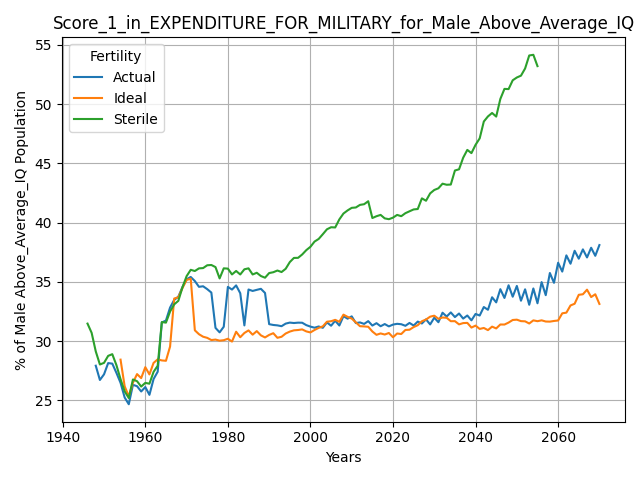 Score_1_in_EXPENDITURE_FOR_MILITARY_for_Male_Above_Average_IQ
Fertility
Actual
Ideal
Sterile
% of Male Above_Average_IQ Population
55
50
45
40
35
30
25
1940
1960
1980
2000
2020
2040
2060
Years